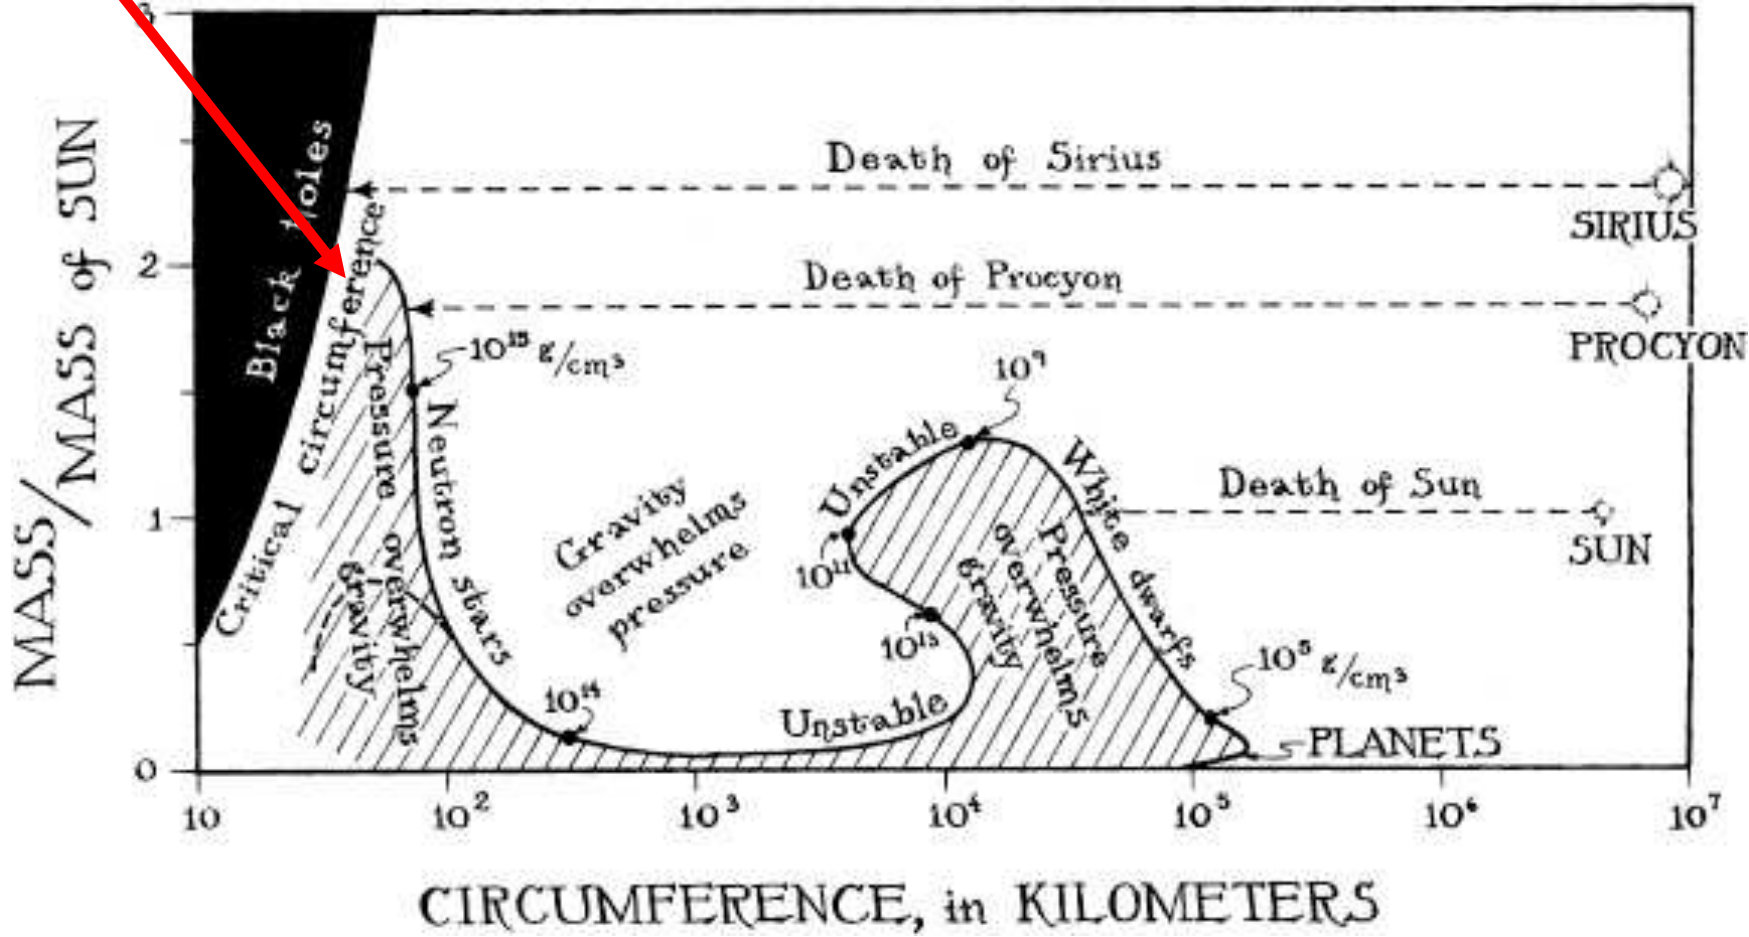 3
Death of Sirius
SIRIUS
2
Death of Procyon
PROCYON
Black Holes
Critical circumference
10¹⁵ g/cm³
10⁹
Pressure overwhelms gravity
Neutron stars
Gravity
overwhelms
pressure
Unstable
White dwarfs
Death of Sun
SUN
1
10¹¹
10¹³
Pressure
overwhelms
gravity
10⁵ g/cm³
10¹⁴
Unstable
PLANETS
0
10
10²
10³
10⁴
10⁵
10⁶
10⁷
MASS/MASS of SUN
CIRCUMFERENCE, in KILOMETERS